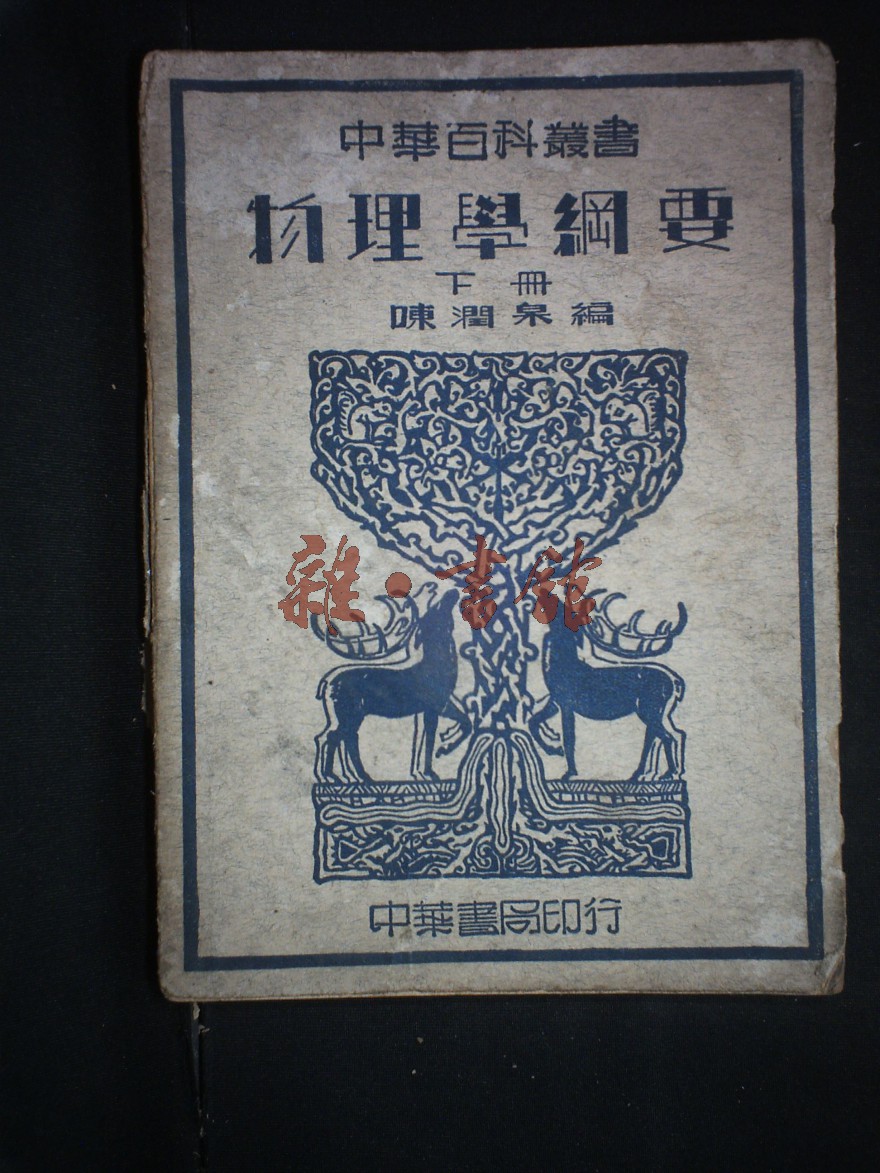 中華百科叢書
物理學綱要
下冊
陳潤泉編
雜·書館
中華書局印行